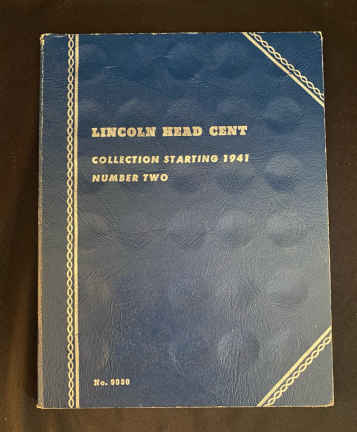 LINCOLN HEAD CENT
COLLECTION STARTING 1941
NUMBER TWO
No. 9030